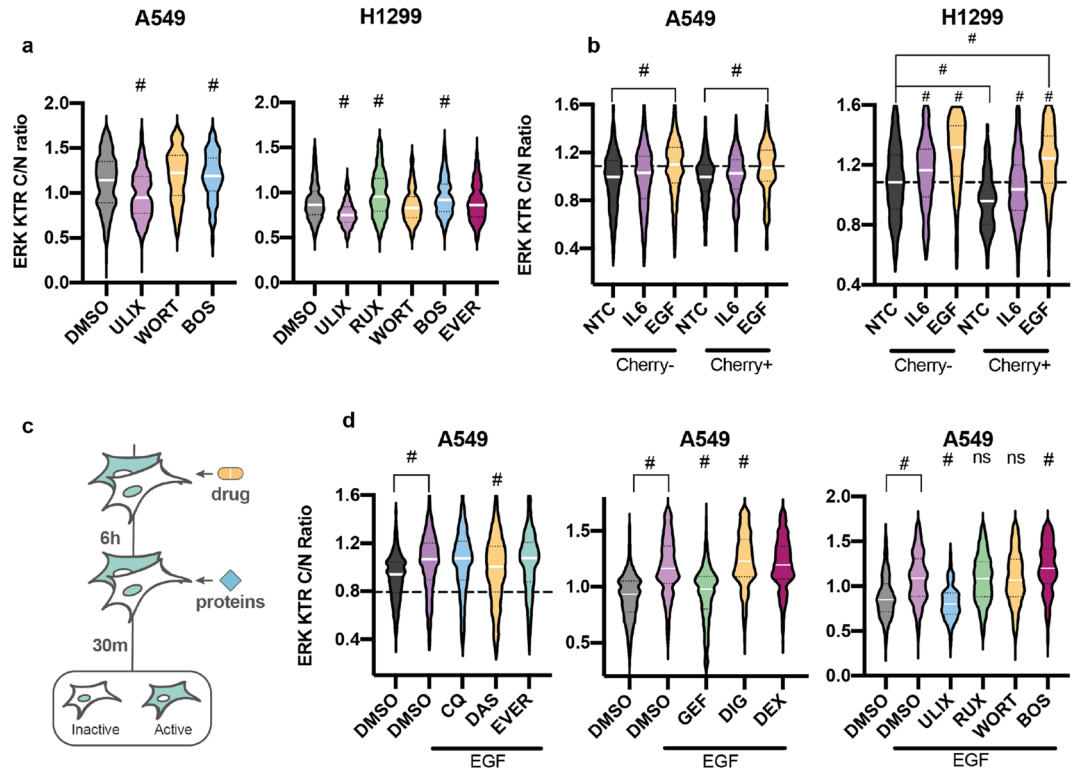 A549
H1299
A549
H1299
a
b
#
#
#
#
#
#
#
#
#
#
#
#
#
ERK KTR C/N ratio
2.0
1.5
1.0
0.5
0.0
2.0
1.5
1.0
0.5
0.0
ERK KTR C/N Ratio
1.6
1.2
0.8
0.4
1.6
1.2
0.8
0.4
DMSO
ULIX
WORT
BOS
DMSO
ULIX
RUX
WORT
BOS
EVER
NTC
IL6
EGF
NTC
IL6
EGF
Cherry-
Cherry+
NTC
IL6
EGF
NTC
IL6
EGF
Cherry-
Cherry+
c
drug
6h
proteins
30m
Inactive
Active
d
A549
A549
A549
#
#
#
#
#
#
#
ns
ns
#
ERK KTR C/N Ratio
1.6
1.2
0.8
0.4
1.5
1.0
0.5
2.0
1.5
1.0
0.5
0.0
DMSO
DMSO
CQ
DAS
EVER
EGF
DMSO
DMSO
GEF
DIG
DEX
EGF
DMSO
DMSO
ULIX
RUX
WORT
BOS
EGF